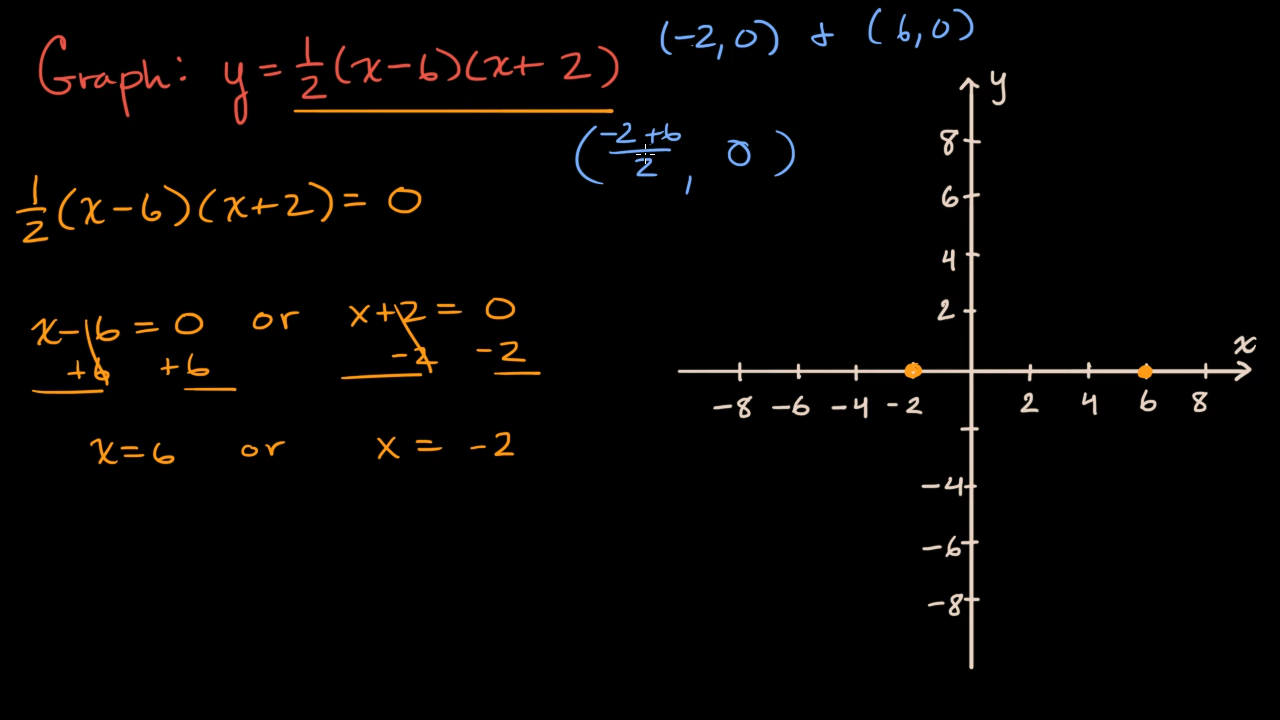 Graph: y = 1/2 (x-6)(x+2)
(-2,0) & (6,0)
((-2+6)/2, 0)
1/2 (x-6)(x+2) = 0
x-6 = 0 or x+2 = 0
+6 +6 -2 -2
x=6 or x = -2
y
8
6
4
2
x
-8 -6 -4 -2 2 4 6 8
-4
-6
-8